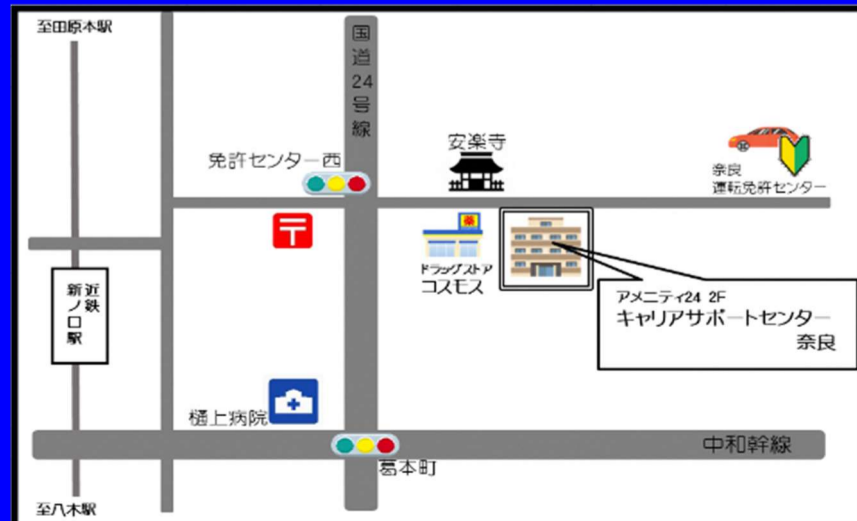 至田原本駅
国道24号線
安楽寺
免許センター西
奈良
運転免許センター
〒
薬
ドラッグストア
コスモス
近鉄
新ノ口駅
アメニティ24 2F
キャリアサポートセンター
奈良
樋上病院
中和幹線
葛本町
至八木駅